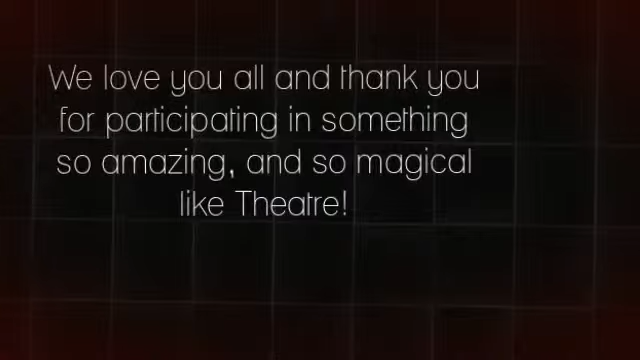 We love you all and thank you
for participating in something
so amazing, and so magical
like Theatre!